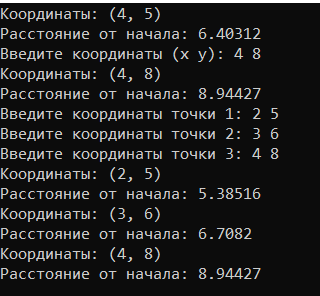 Координаты: (4, 5)
Расстояние от начала: 6.40312
Введите координаты (x y): 4 8
Координаты: (4, 8)
Расстояние от начала: 8.94427
Введите координаты точки 1: 2 5
Введите координаты точки 2: 3 6
Введите координаты точки 3: 4 8
Координаты: (2, 5)
Расстояние от начала: 5.38516
Координаты: (3, 6)
Расстояние от начала: 6.7082
Координаты: (4, 8)
Расстояние от начала: 8.94427